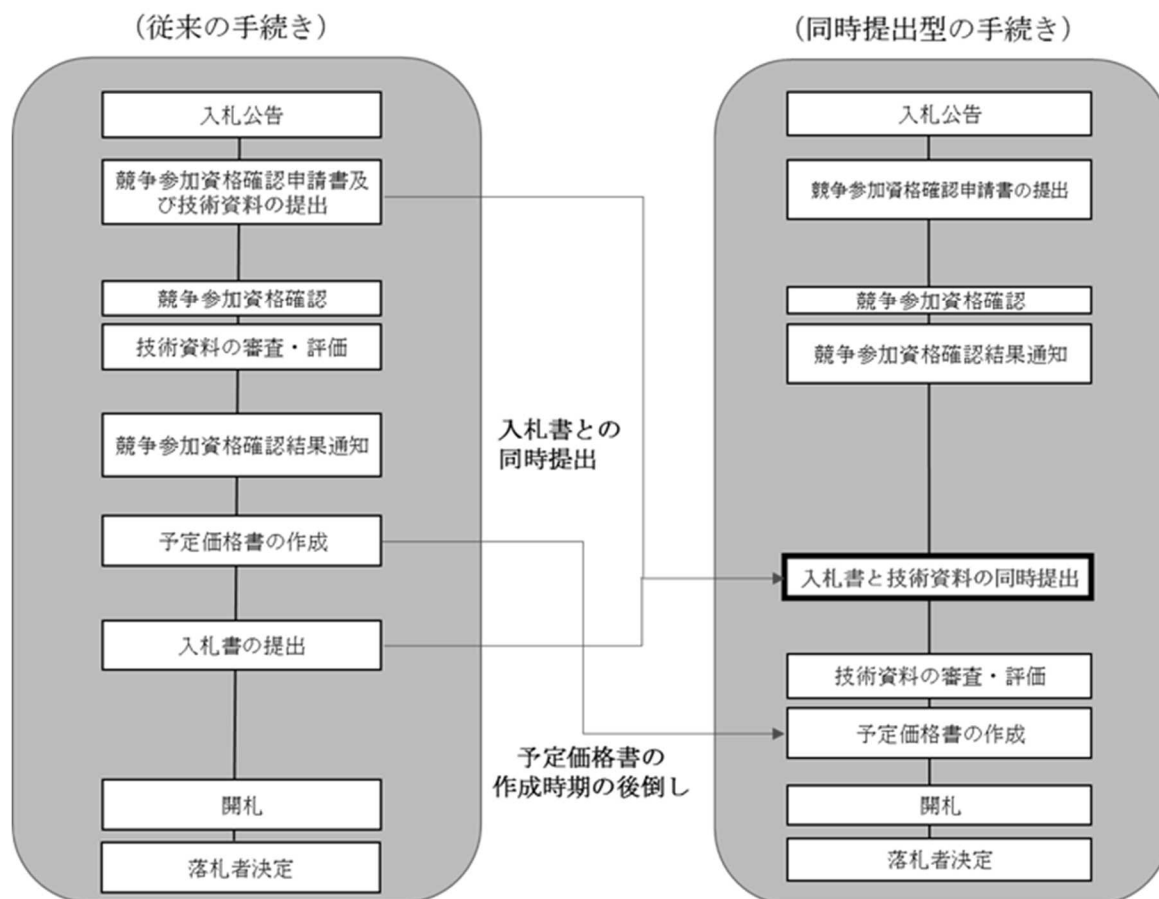 (従来の手続き)
入札公告
競争参加資格確認申請書及
び技術資料の提出
競争参加資格確認
技術資料の審査・評価
競争参加資格確認結果通知
予定価格書の作成
入札書の提出
開札
落札者決定
入札書との
同時提出
予定価格書の
作成時期の後倒し
(同時提出型の手続き)
入札公告
競争参加資格確認申請書の提出
競争参加資格確認
競争参加資格確認結果通知
入札書と技術資料の同時提出
技術資料の審査・評価
予定価格書の作成
開札
落札者決定